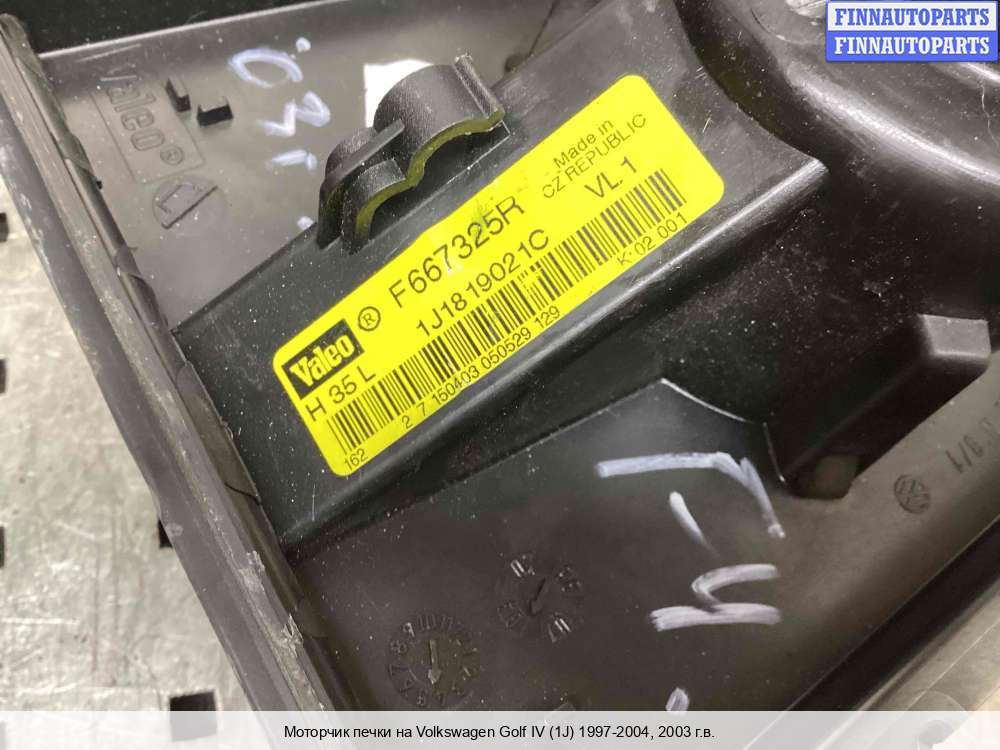 FINNAUTOPARTS
FINNAUTOPARTS
Valeo
Made in
CZ REPUBLIC
Valeo ® F667325R
VL 1
H 35 L
1J1819021C
K 02 001
162
2 7 150403 050529 129
Моторчик печки на Volkswagen Golf IV (1J) 1997-2004, 2003 г.в.